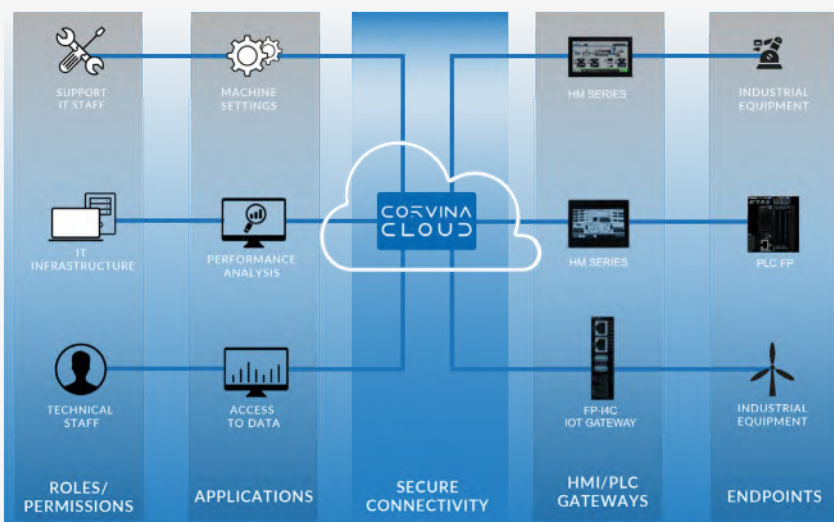 SUPPORT
IT STAFF
MACHINE
SETTINGS
HM SERIES
INDUSTRIAL
EQUIPMENT
CORVINA
CLOUD
IT
INFRASTRUCTURE
PERFORMANCE
ANALYSIS
HM SERIES
PLC FP
TECHNICAL
STAFF
ACCESS
TO DATA
FP-I4C
IOT GATEWAY
INDUSTRIAL
EQUIPMENT
ROLES/
PERMISSIONS
APPLICATIONS
SECURE
CONNECTIVITY
HMI/PLC
GATEWAYS
ENDPOINTS